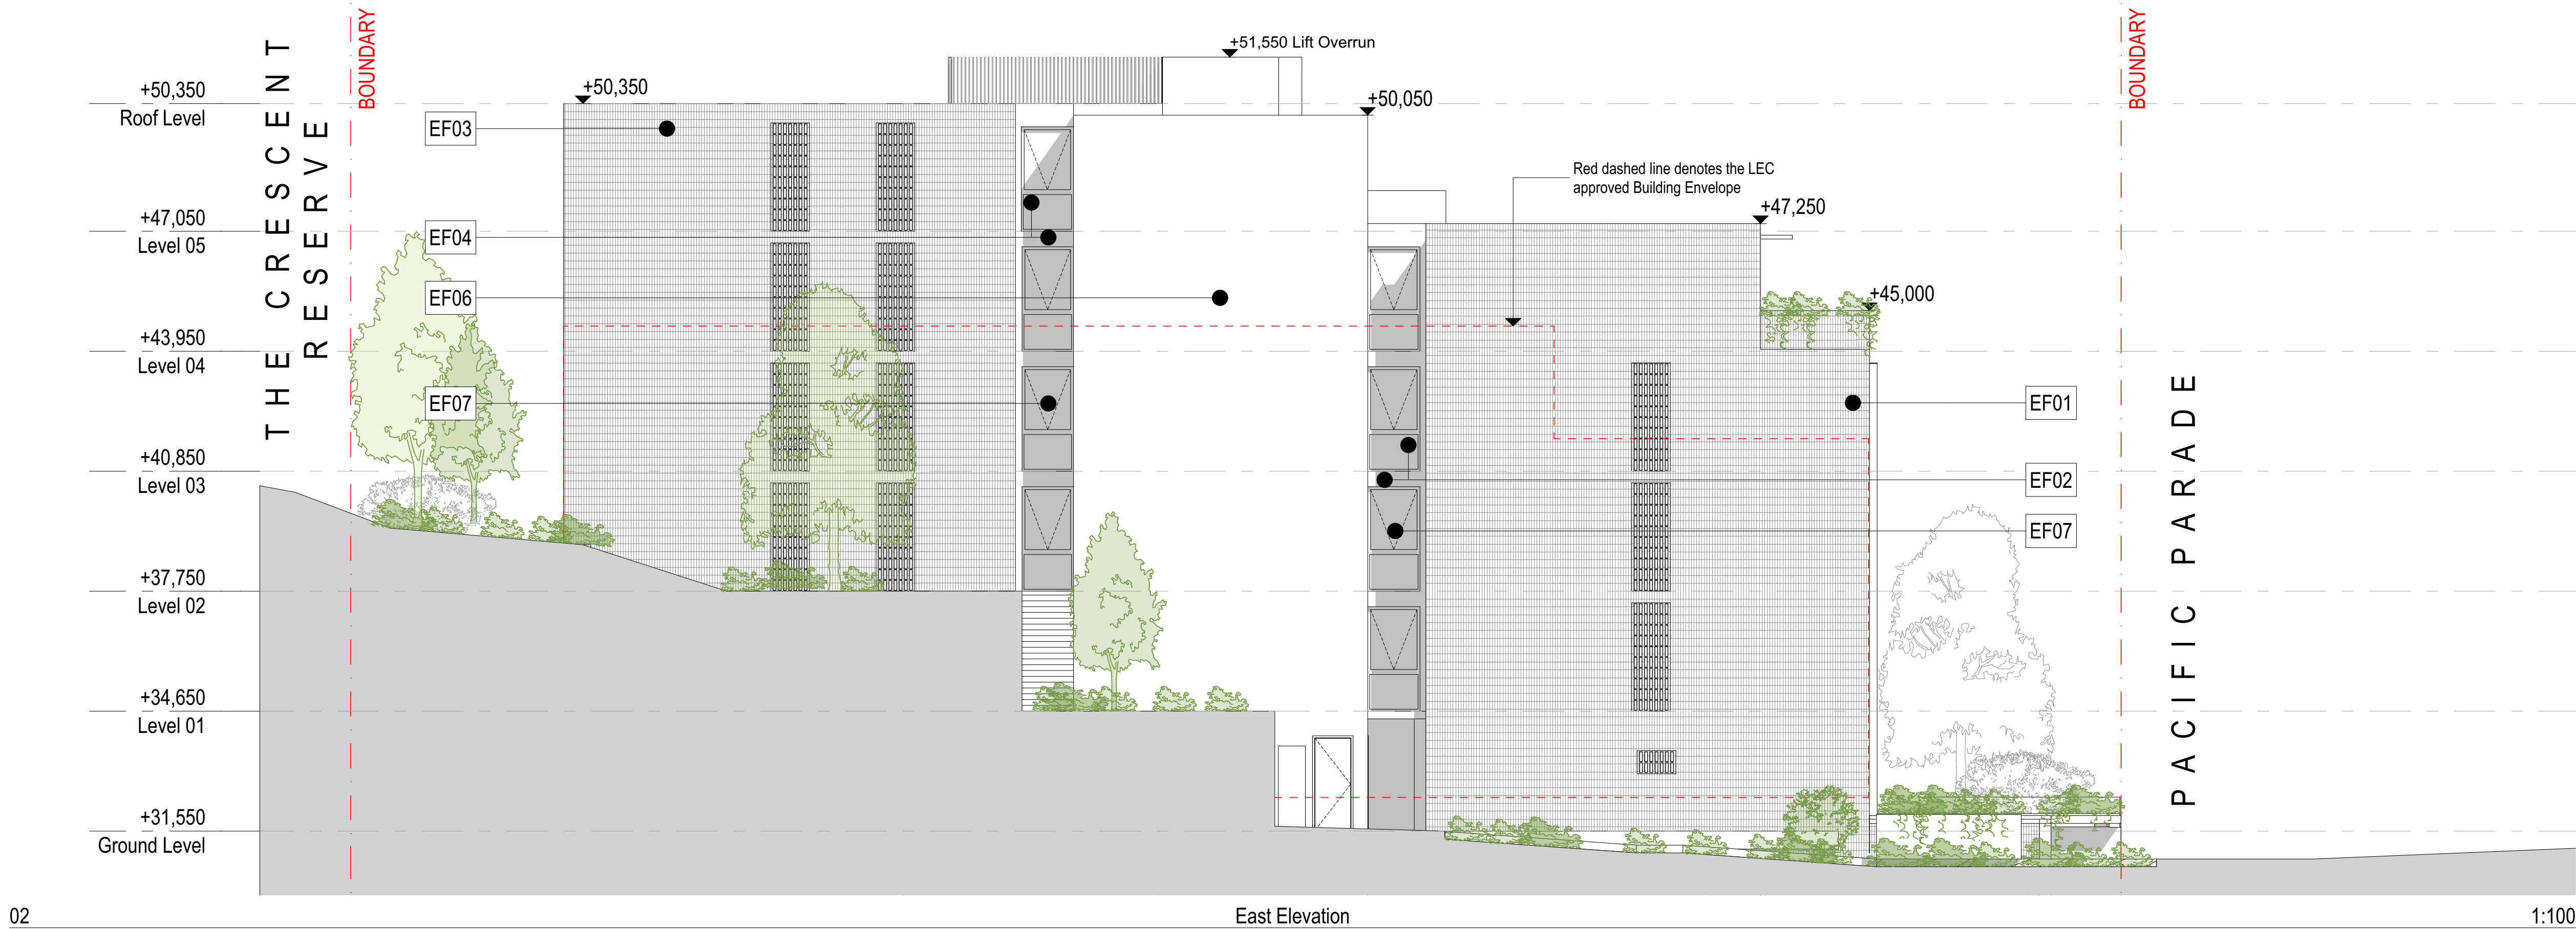 THE CRESCENT
RESERVE
BOUNDARY
+50,350
Roof Level
+47,050
Level 05
+43,950
Level 04
+40,850
Level 03
+37,750
Level 02
+34,650
Level 01
+31,550
Ground Level
EF03
EF04
EF06
EF07
+50,350
+51,550 Lift Overrun
+50,050
Red dashed line denotes the LEC
approved Building Envelope
+47,250
+45,000
EF01
EF02
EF07
BOUNDARY
PACIFIC PARADE
02
East Elevation
1:100